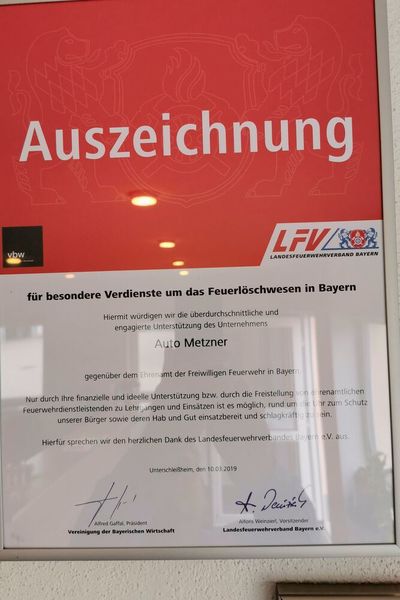 Auszeichnung
vbw
LFV
LANDESFEUERWEHRVERBAND BAYERN
für besondere Verdienste um das Feuerlöschwesen in Bayern
Hiermit würdigen wir die überdurchschnittliche und
engagierte Unterstützung des Unternehmens
Auto Metzner
gegenüber dem Ehrenamt der Freiwilligen Feuerwehr in Bayern.
Nur durch Ihre finanzielle und ideelle Unterstützung bzw. durch die Freistellung von ehrenamtlichen
Feuerwehrdienstleistenden zu Lehrgängen und Einsätzen ist es möglich, rund um die Uhr zum Schutz
unserer Bürger sowie deren Hab und Gut einsatzbereit und schlagkräftig zu sein.
Hierfür sprechen wir den herzlichen Dank des Landesfeuerwehrverbandes Bayern e.V. aus.
Unterschleißheim, den 10.03.2019
Alfred Gaffal, Präsident
Vereinigung der Bayerischen Wirtschaft
Alfons Weinzierl, Vorsitzender
Landesfeuerwehrverband Bayern e.V.